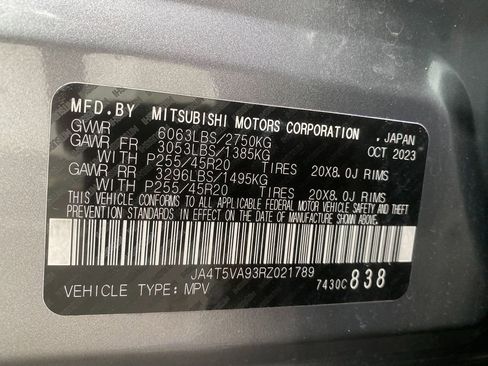 MFD.BY MITSUBISHI MOTORS CORPORATION , JAPAN
GVWR 6063LBS/2750KG OCT 2023
GAWR FR 3053LBS/1385KG
WITH P255/45R20 TIRES 20X8.0J RIMS
GAWR RR 3296LBS/1495KG
WITH P255/45R20 TIRES 20X8.0J RIMS
THIS VEHICLE CONFORMS TO ALL APPLICABLE FEDERAL MOTOR VEHICLE SAFETY AND THEFT
PREVENTION STANDARDS IN EFFECT ON THE DATE OF MANUFACTURE SHOWN ABOVE.
JA4T5VA93RZ021789
VEHICLE TYPE: MPV 7430C 838